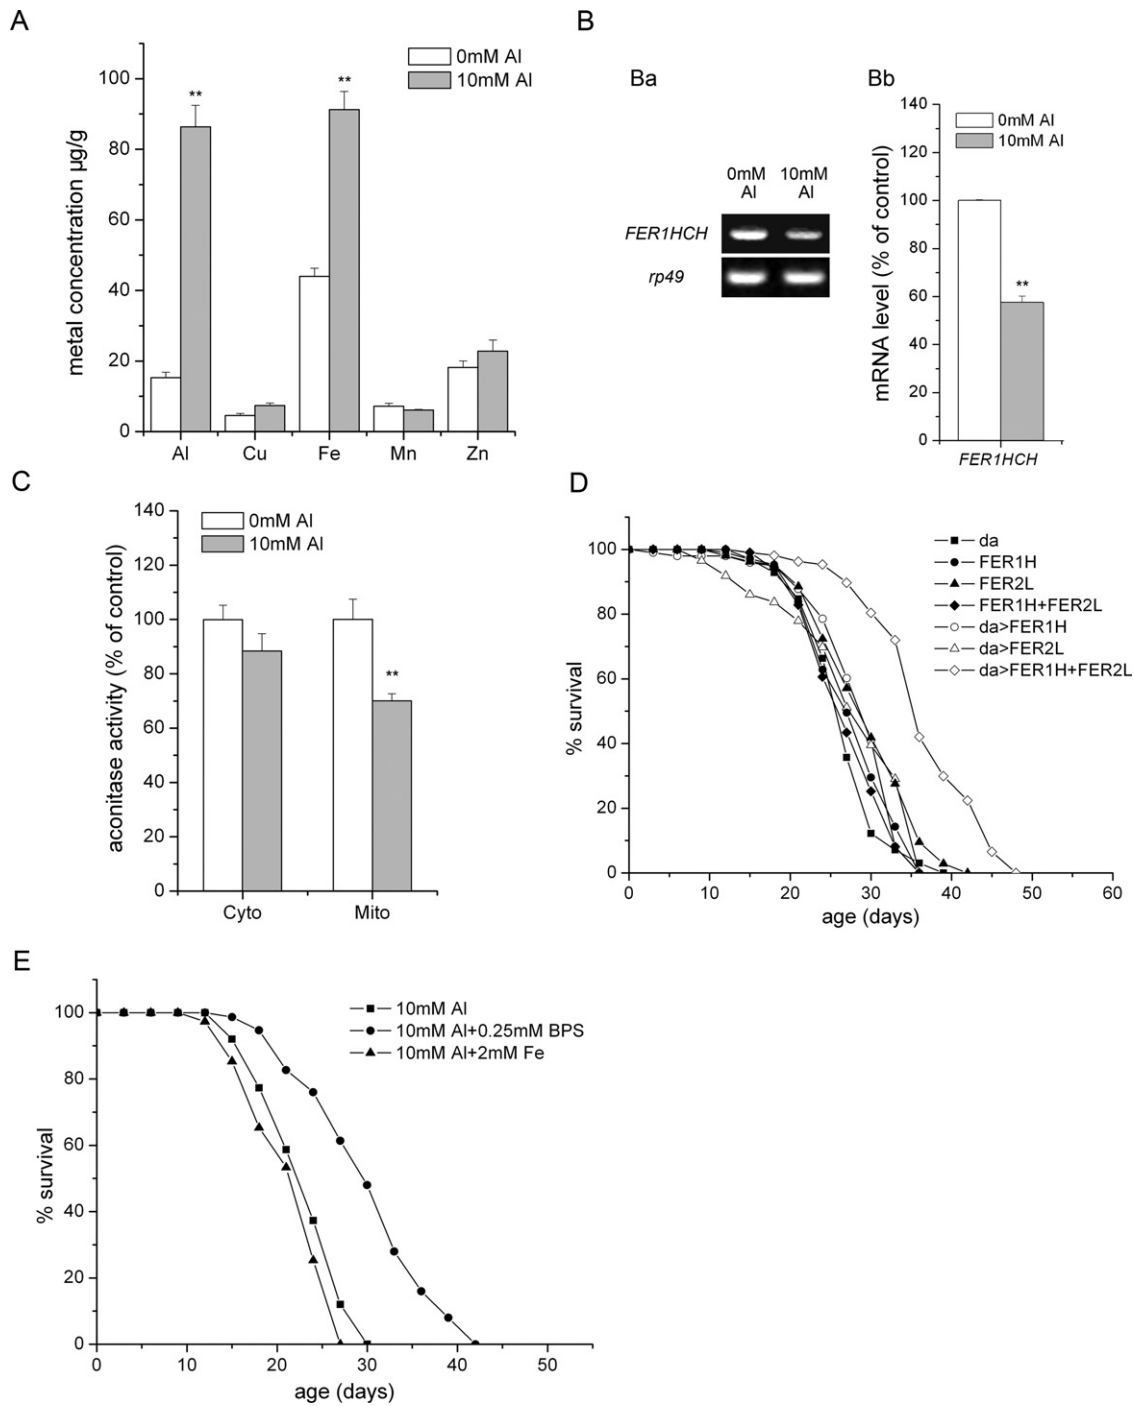 A
metal concentration µg/g
100
80
60
40
20
0
Al Cu Fe Mn Zn
0mM Al
10mM Al
**
**
B
Ba
0mM Al
10mM Al
FER1HCH
rp49
Bb
mRNA level (% of control)
140
120
100
80
60
40
20
0
0mM Al
10mM Al
**
FER1HCH
C
aconitase activity (% of control)
140
120
100
80
60
40
20
0
0mM Al
10mM Al
**
Cyto Mito
D
% survival
100
80
60
40
20
0
da
FER1H
FER2L
FER1H+FER2L
da>FER1H
da>FER2L
da>FER1H+FER2L
0 10 20 30 40 50 60
age (days)
E
% survival
100
80
60
40
20
0
10mM Al
10mM Al+0.25mM BPS
10mM Al+2mM Fe
0 10 20 30 40 50
age (days)